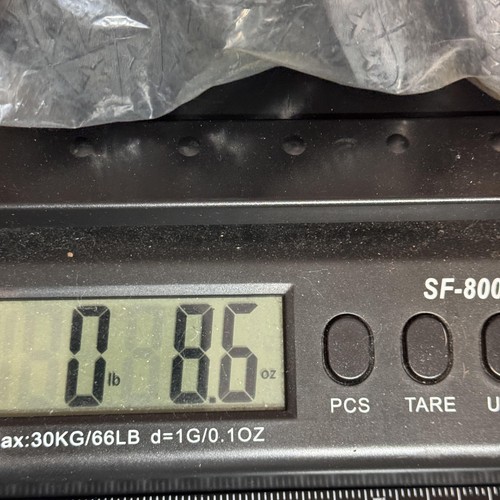 SF-800
0 lb 8.6 oz
PCS TARE U
ax:30KG/66LB d=1G/0.1OZ